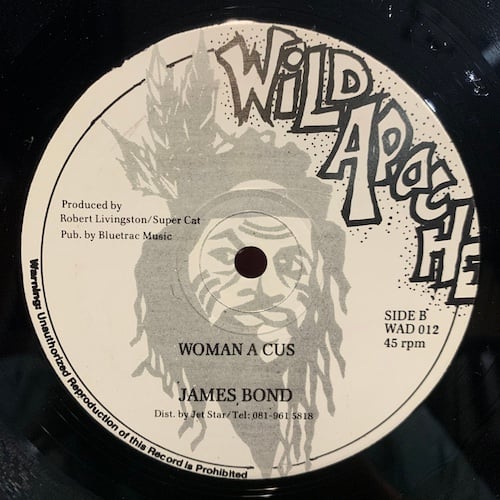 WiLD
APACHE
Produced by
Robert Livingston/Super Cat
Pub. by Bluetrac Music
SIDE B
WAD 012
45 rpm
WOMAN A CUS
JAMES BOND
Dist. by Jet Star/Tel: 081-961 5818
Warning: Unauthorized Reproduction of this Record is Prohibited